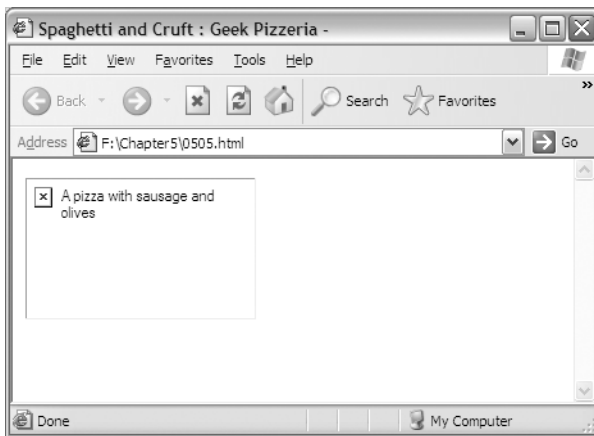 Spaghetti and Cruft : Geek Pizzeria -
File Edit View Favorites Tools Help
Back Search Favorites »
Address F:\Chapter5\0505.html Go
A pizza with sausage and
olives
Done My Computer